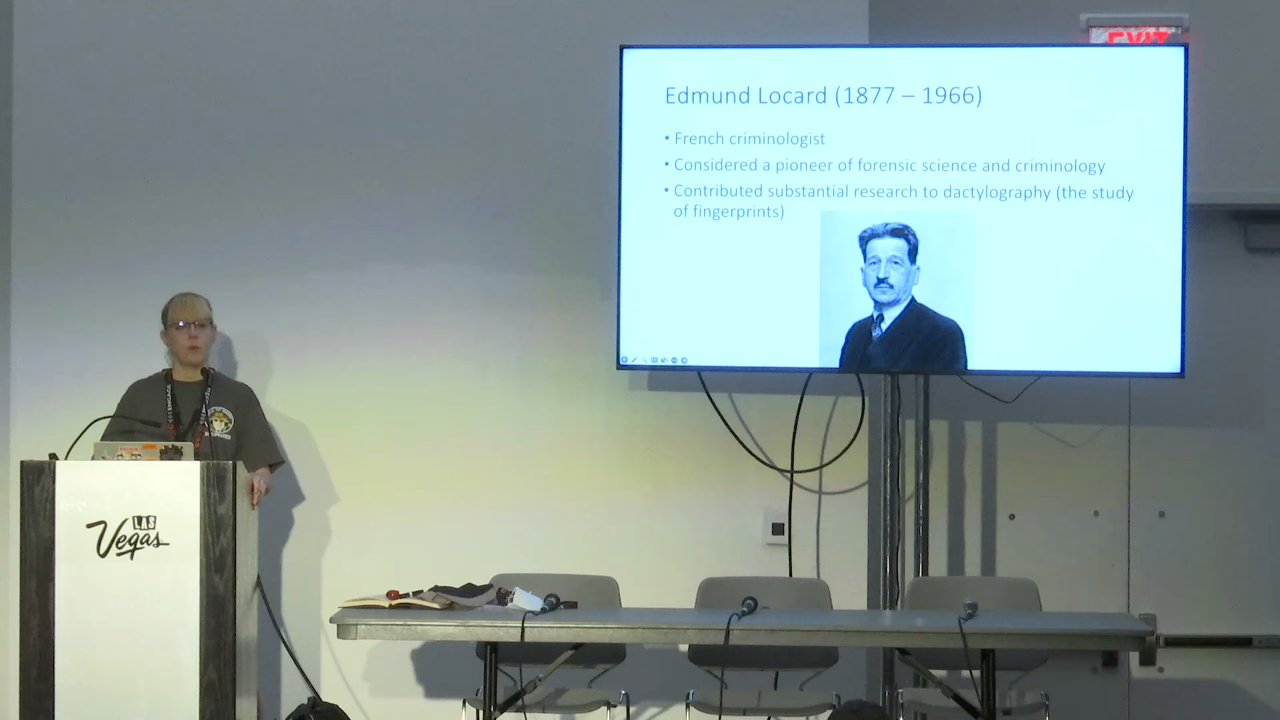 EXIT
Edmund Locard (1877 – 1966)
• French criminologist
• Considered a pioneer of forensic science and criminology
• Contributed substantial research to dactylography (the study
of fingerprints)
LAS
Vegas